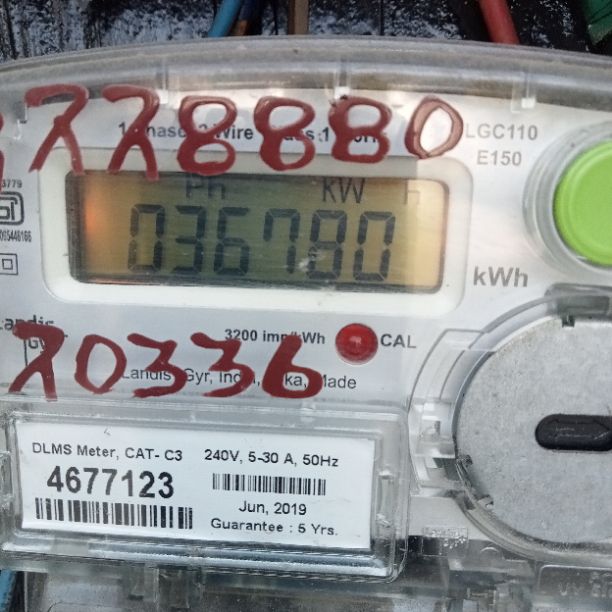 778880
LGC110
E150
Ph KW H
036780
kWh
3200 imp/kWh CAL
70336
DLMS Meter, CAT- C3 240V, 5-30 A, 50Hz
4677123
Jun, 2019
Guarantee : 5 Yrs.